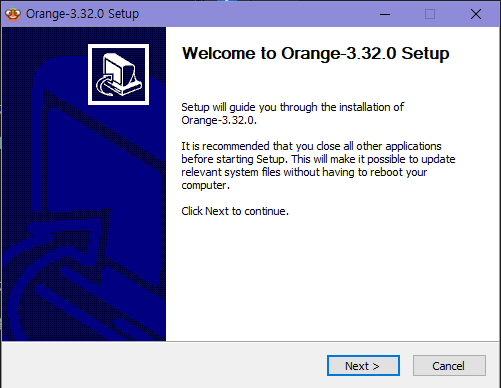 Orange-3.32.0 Setup
Welcome to Orange-3.32.0 Setup
Setup will guide you through the installation of
Orange-3.32.0.
It is recommended that you close all other applications
before starting Setup. This will make it possible to update
relevant system files without having to reboot your
computer.
Click Next to continue.
Next >
Cancel